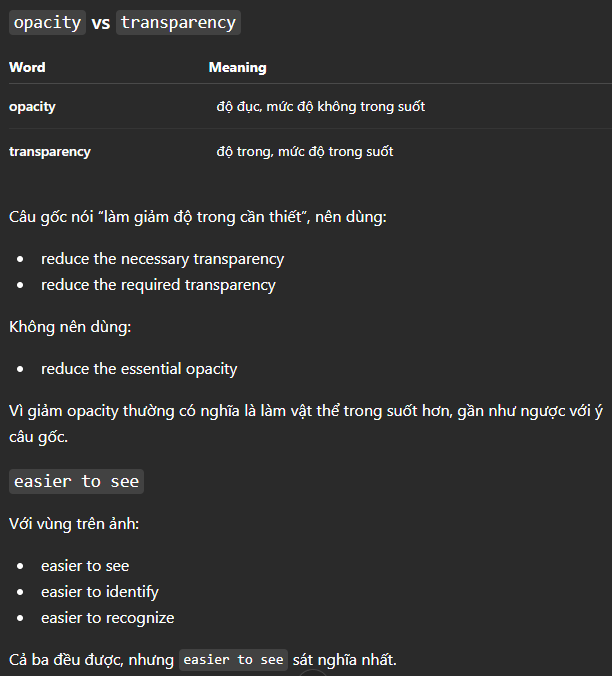 opacity vs transparency
Word Meaning
opacity độ đục, mức độ không trong suốt
transparency độ trong, mức độ trong suốt
Câu gốc nói “làm giảm độ trong cần thiết”, nên dùng:
• reduce the necessary transparency
• reduce the required transparency
Không nên dùng:
• reduce the essential opacity
Vì giảm opacity thường có nghĩa là làm vật thể trong suốt hơn, gần như ngược với ý
câu gốc.
easier to see
Với vùng trên ảnh:
• easier to see
• easier to identify
• easier to recognize
Cả ba đều được, nhưng easier to see sát nghĩa nhất.